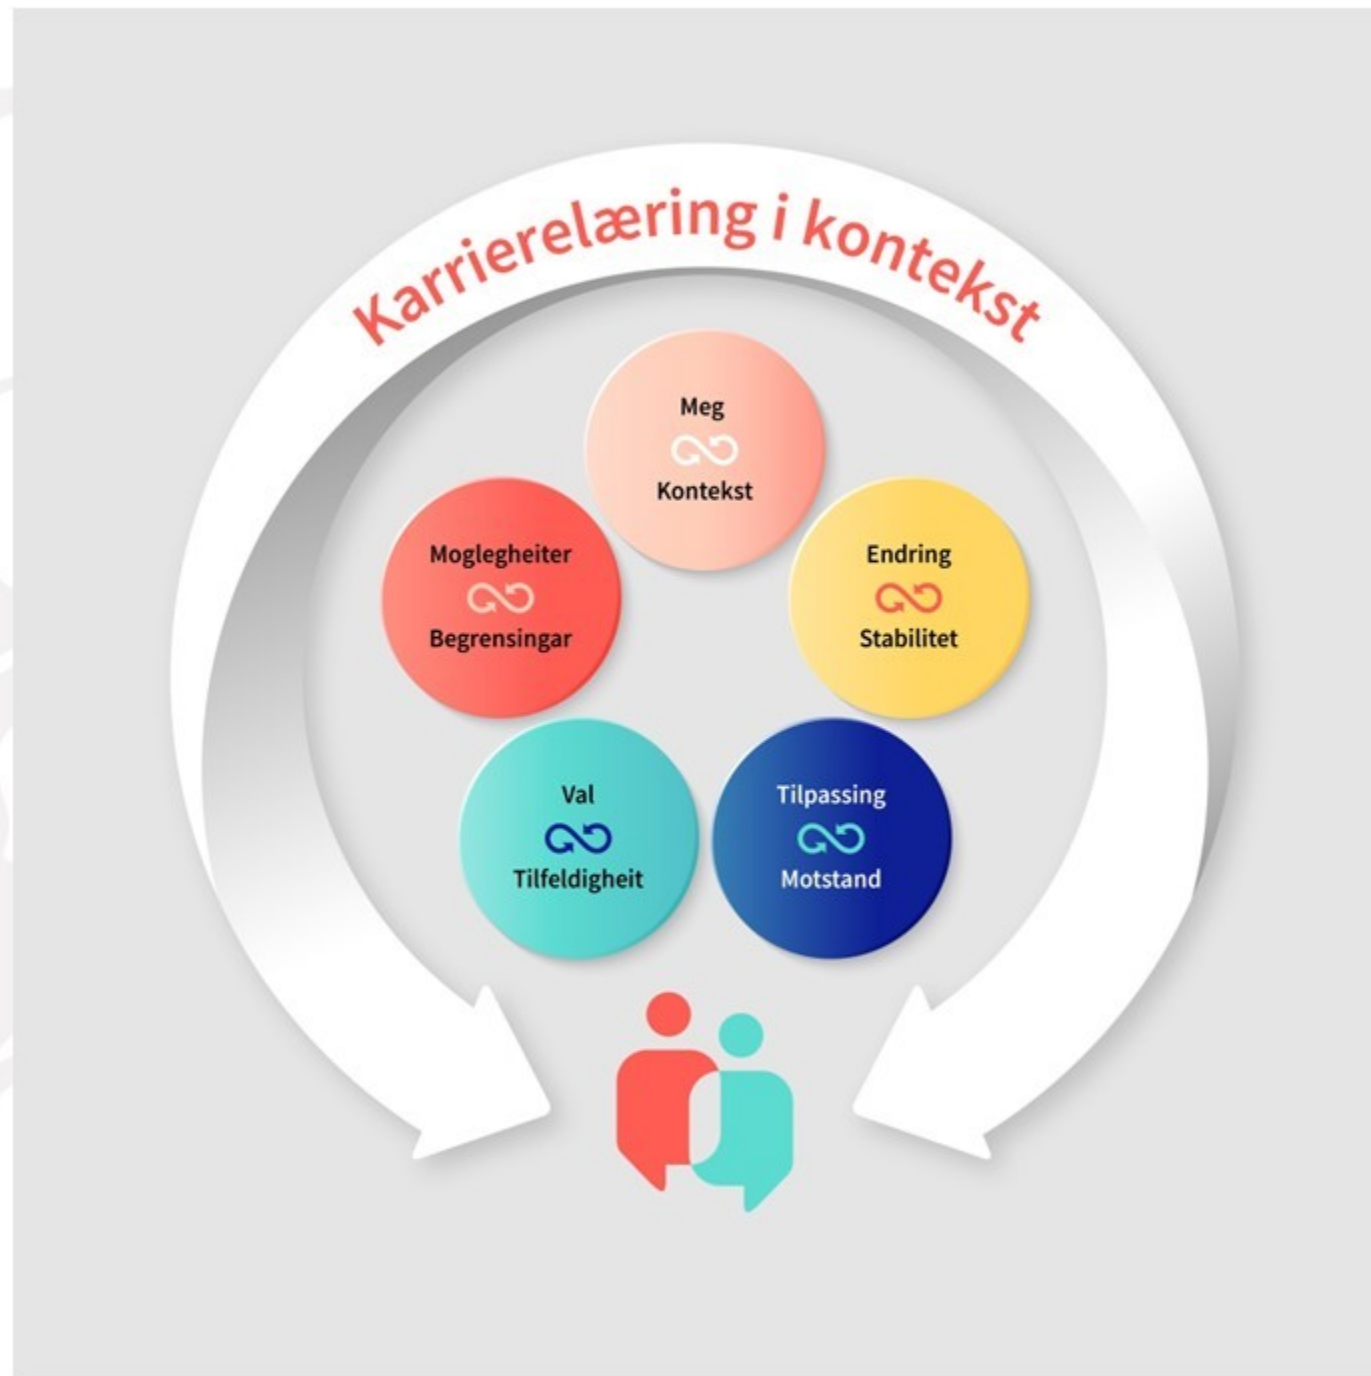 Karrierelæring i kontekst
Meg
Kontekst
Moglegheiter
Begrensingar
Endring
Stabilitet
Val
Tilfeldigheit
Tilpassing
Motstand